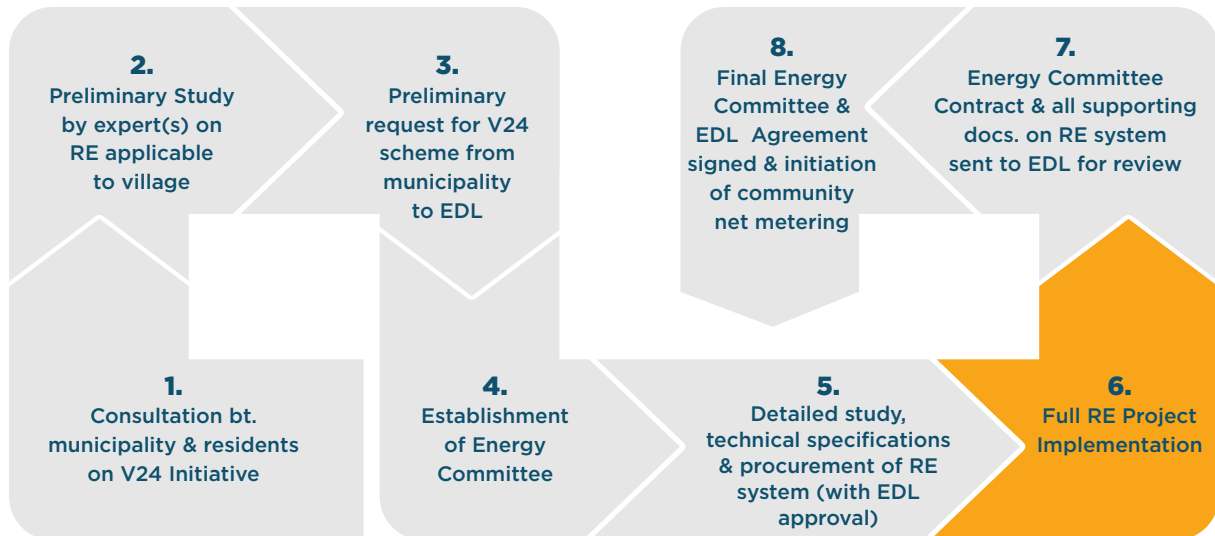 1.
Consultation bt.
municipality & residents
on V24 Initiative
2.
Preliminary Study
by expert(s) on
RE applicable
to village
3.
Preliminary
request for V24
scheme from
municipality
to EDL
4.
Establishment
of Energy
Committee
5.
Detailed study,
technical specifications
& procurement of RE
system (with EDL
approval)
6.
Full RE Project
Implementation
7.
Energy Committee
Contract & all supporting
docs. on RE system
sent to EDL for review
8.
Final Energy
Committee &
EDL Agreement
signed & initiation
of community
net metering